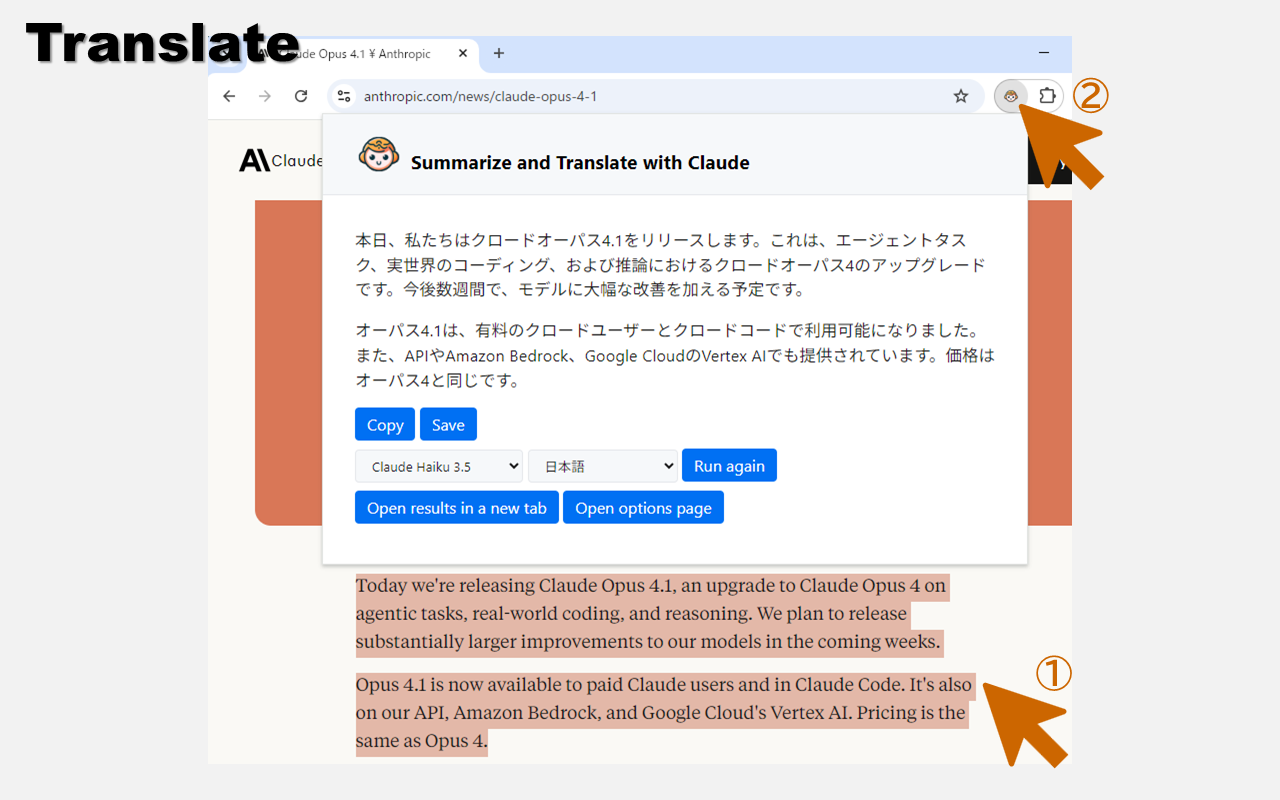 Translate
ude Opus 4.1 ¥ Anthropic
anthropic.com/news/claude-opus-4-1
②
Claude
Summarize and Translate with Claude
本日、私たちはクロードオーパス4.1をリリースします。これは、エージェントタス
ク、実世界のコーディング、および推論におけるクロードオーパス4のアップグレード
です。今後数週間で、モデルに大幅な改善を加える予定です。
オーパス4.1は、有料のクロードユーザーとクロードコードで利用可能になりました。
また、APIやAmazon Bedrock、Google CloudのVertex AIでも提供されています。価格は
オーパス4と同じです。
Copy Save
Claude Haiku 3.5 日本語 Run again
Open results in a new tab Open options page
Today we're releasing Claude Opus 4.1, an upgrade to Claude Opus 4 on
agentic tasks, real-world coding, and reasoning. We plan to release
substantially larger improvements to our models in the coming weeks.
①
Opus 4.1 is now available to paid Claude users and in Claude Code. It's also
on our API, Amazon Bedrock, and Google Cloud's Vertex AI. Pricing is the
same as Opus 4.